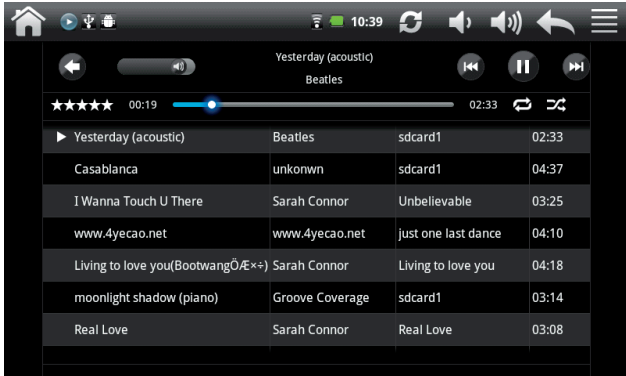 10:39
Yesterday (acoustic)
Beatles
00:19 02:33
Yesterday (acoustic) Beatles sdcard1 02:33
Casablanca unkonwn sdcard1 04:37
I Wanna Touch U There Sarah Connor Unbelievable 03:25
www.4yecao.net www.4yecao.net just one last dance 04:10
Living to love you(BootwangÖÆ×÷) Sarah Connor Living to love you 04:18
moonlight shadow (piano) Groove Coverage sdcard1 03:14
Real Love Sarah Connor Real Love 03:08